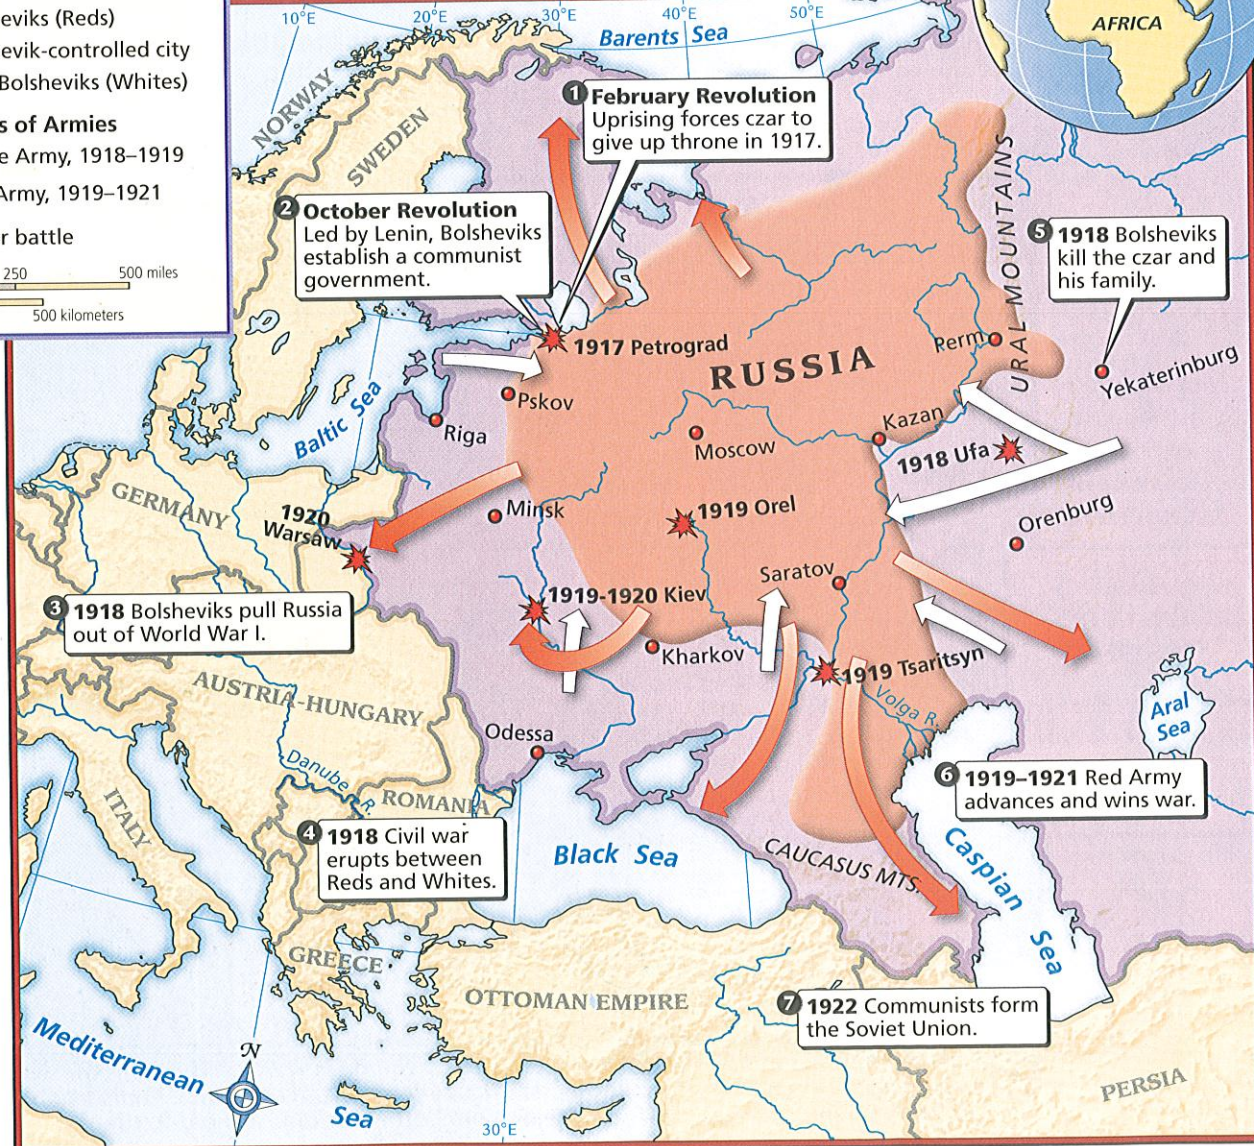 eviks (Reds)
evik-controlled city
Bolsheviks (Whites)
s of Armies
e Army, 1918–1919
Army, 1919–1921
r battle
250 500 miles
500 kilometers
10°E
20°E
30°E
40°E
50°E
Barents Sea
AFRICA
NORWAY
SWEDEN
1 February Revolution
Uprising forces czar to
give up throne in 1917.
2 October Revolution
Led by Lenin, Bolsheviks
establish a communist
government.
URAL MOUNTAINS
5 1918 Bolsheviks
kill the czar and
his family.
1917 Petrograd
RUSSIA
Rerm
Yekaterinburg
Pskov
Baltic Sea
Riga
Moscow
Kazan
1918 Ufa
GERMANY
1920
Warsaw
Minsk
1919 Orel
Orenburg
Saratov
3 1918 Bolsheviks pull Russia
out of World War I.
1919-1920 Kiev
Kharkov
1919 Tsaritsyn
AUSTRIA-HUNGARY
Volga R.
Aral
Sea
Odessa
Danube R.
ROMANIA
ITALY
6 1919–1921 Red Army
advances and wins war.
4 1918 Civil war
erupts between
Reds and Whites.
Black Sea
CAUCASUS MTS.
Caspian
Sea
GREECE
OTTOMAN EMPIRE
7 1922 Communists form
the Soviet Union.
Mediterranean
Sea
N
30°E
PERSIA